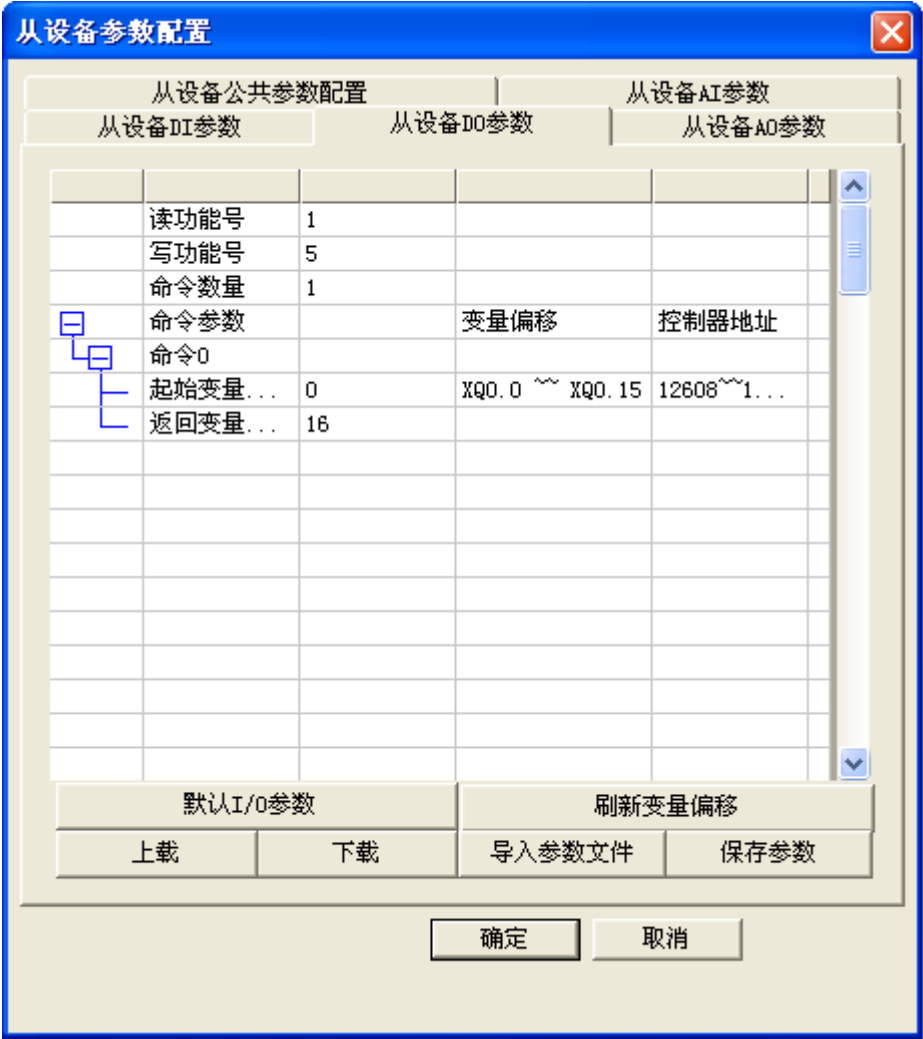 从设备参数配置
从设备公共参数配置 从设备AI参数
从设备DI参数 从设备DO参数 从设备AO参数
读功能号 1
写功能号 5
命令数量 1
命令参数 变量偏移 控制器地址
命令0
起始变量... 0 XQ0.0 ~~ XQ0.15 12608~~1...
返回变量... 16
默认I/O参数 刷新变量偏移
上载 下载 导入参数文件 保存参数
确定 取消